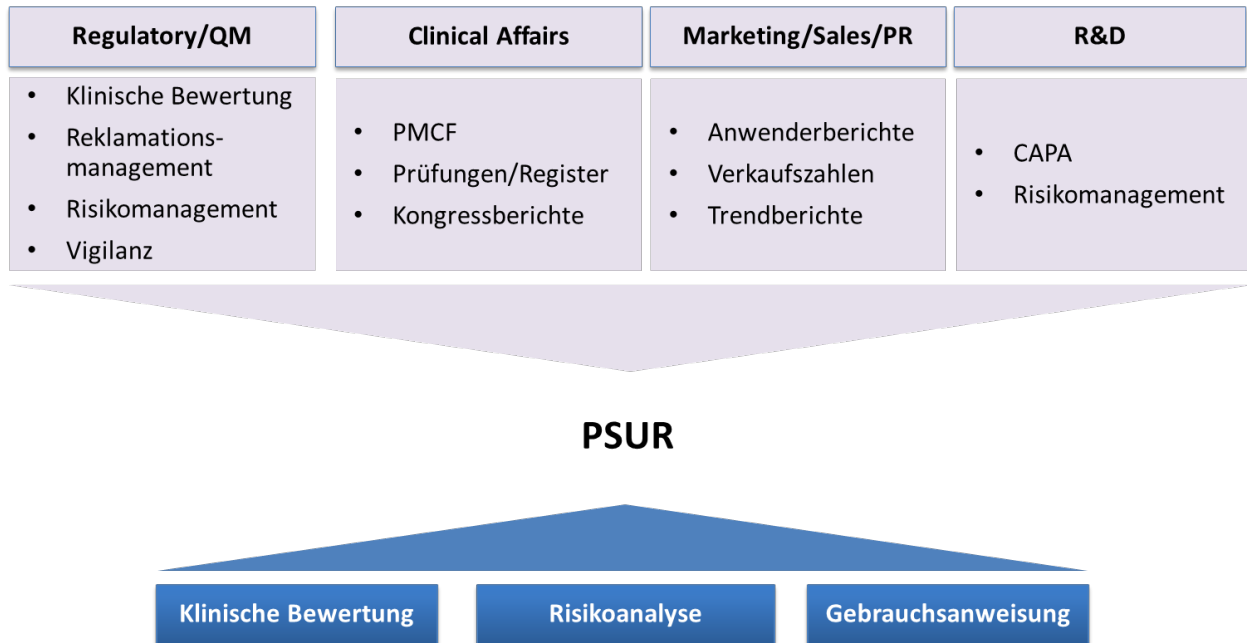 Regulatory/QM
• Klinische Bewertung
• Reklamations-
management
• Risikomanagement
• Vigilanz
Clinical Affairs
• PMCF
• Prüfungen/Register
• Kongressberichte
Marketing/Sales/PR
• Anwenderberichte
• Verkaufszahlen
• Trendberichte
R&D
• CAPA
• Risikomanagement
PSUR
Klinische Bewertung
Risikoanalyse
Gebrauchsanweisung